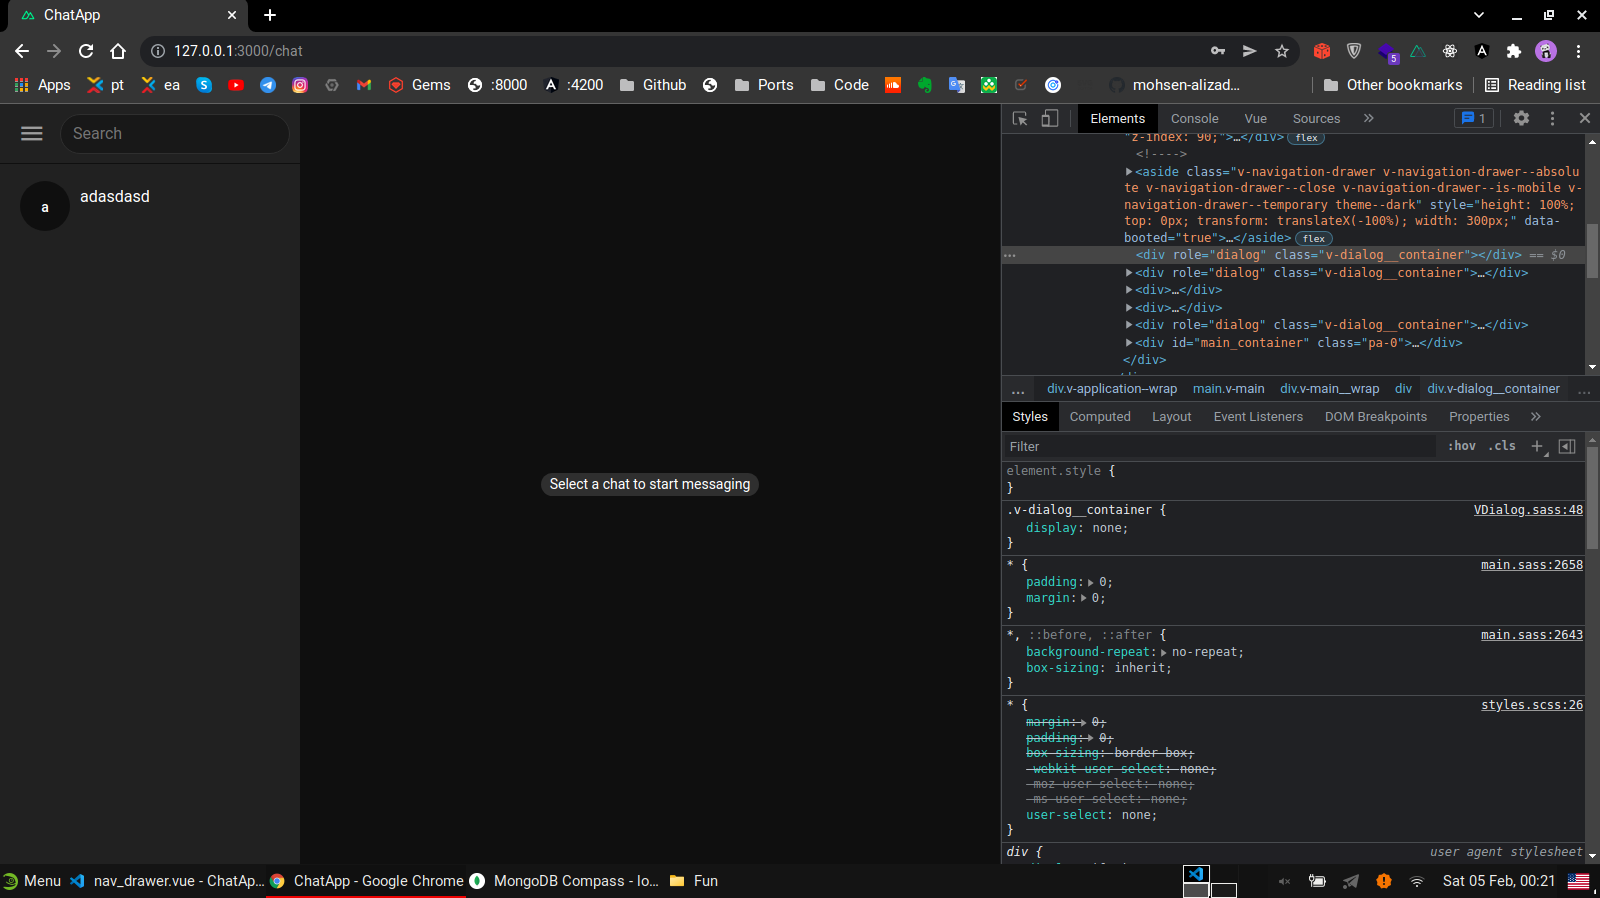 ChatApp
127.0.0.1:3000/chat
5
Apps
pt
ea
Gems
:8000
:4200
Github
Ports
Code
mohsen-alizad...
Other bookmarks
Reading list
Search
a
adasdasd
Select a chat to start messaging
Elements
Console
Vue
Sources
1
"z-index: 90;">…</div> flex
<!---->
<aside class="v-navigation-drawer v-navigation-drawer--absolu
te v-navigation-drawer--close v-navigation-drawer--is-mobile v-
navigation-drawer--temporary theme--dark" style="height: 100%;
top: 0px; transform: translateX(-100%); width: 300px;" data-
booted="true">…</aside> flex
<div role="dialog" class="v-dialog__container"></div> == $0
<div role="dialog" class="v-dialog__container">…</div>
<div>…</div>
<div>…</div>
<div role="dialog" class="v-dialog__container">…</div>
<div id="main_container" class="pa-0">…</div>
</div>
... div.v-application--wrap main.v-main div.v-main__wrap div div.v-dialog__container ...
Styles
Computed
Layout
Event Listeners
DOM Breakpoints
Properties
Filter
:hov .cls
element.style {
}
.v-dialog__container { VDialog.sass:48
display: none;
}
* { main.sass:2658
padding: 0;
margin: 0;
}
*, ::before, ::after { main.sass:2643
background-repeat: no-repeat;
box-sizing: inherit;
}
* { styles.scss:26
margin: 0;
padding: 0;
box-sizing: border-box;
-webkit-user-select: none;
-moz-user-select: none;
-ms-user-select: none;
user-select: none;
}
div { user agent stylesheet
Menu
nav_drawer.vue - ChatAp...
ChatApp - Google Chrome
MongoDB Compass - lo...
Fun
Sat 05 Feb, 00:21